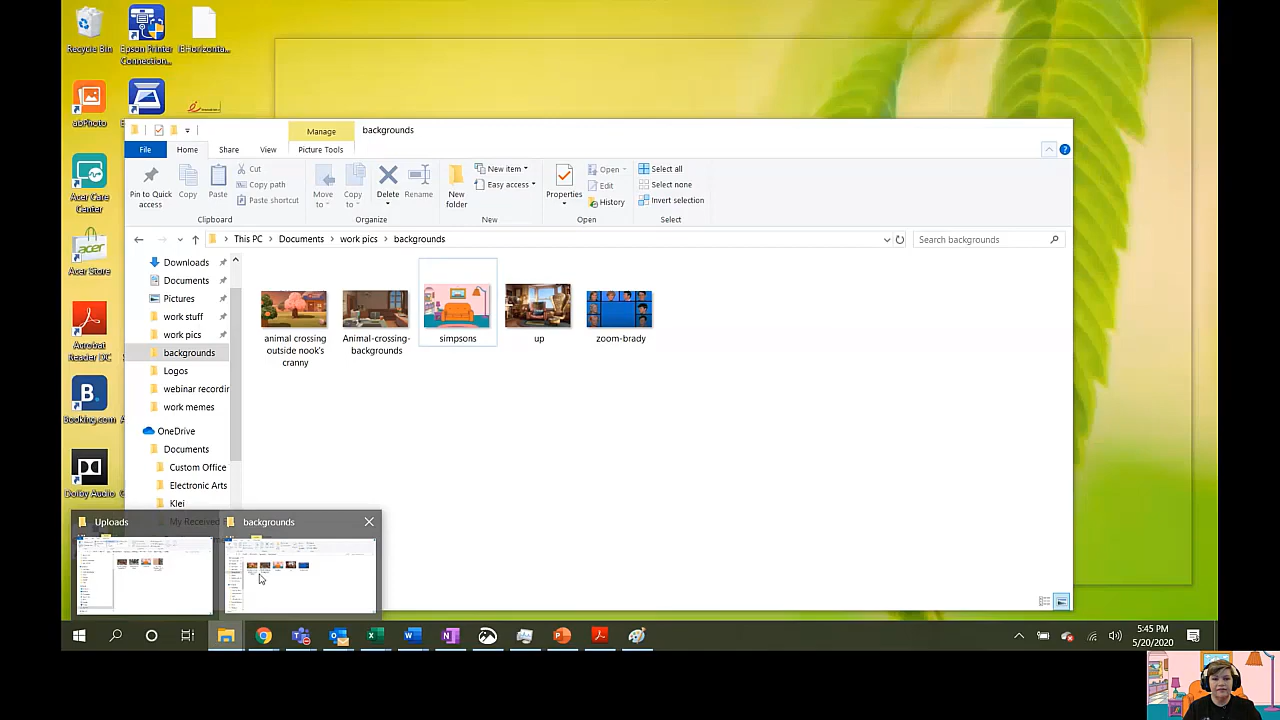 Recycle Bin
Epson Printer
Connection...
IEHorizonta...
abPhoto
Acer Care
Center
Acer Store
Acrobat
Reader DC
Booking.com
Dolby Audio
Manage
backgrounds
File
Home
Share
View
Picture Tools
Pin to Quick
access
Copy
Paste
Cut
Copy path
Paste shortcut
Clipboard
Move
to
Copy
to
Delete
Rename
Organize
New
folder
New item
Easy access
New
Properties
Open
Edit
History
Open
Select all
Select none
Invert selection
Select
This PC > Documents > work pics > backgrounds
Search backgrounds
Downloads
Documents
Pictures
work stuff
work pics
backgrounds
Logos
webinar recordin
work memes
OneDrive
Documents
Custom Office
Electronic Arts
Klei
My Received
animal crossing
outside nook's
cranny
Animal-crossing-
backgrounds
simpsons
up
zoom-brady
Uploads
backgrounds
5:45 PM
5/20/2020